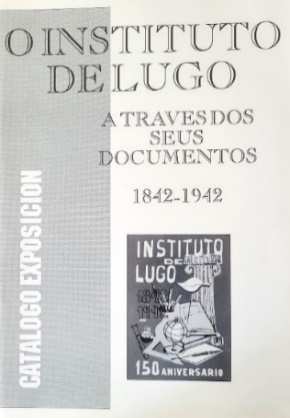 O INSTITUTO
DE LUGO
A TRAVES DOS
SEUS
DOCUMENTOS
1842-1942
CATALOGO EXPOSICION
INSTITUTO
DE
LUGO
150 ANIVERSARIO